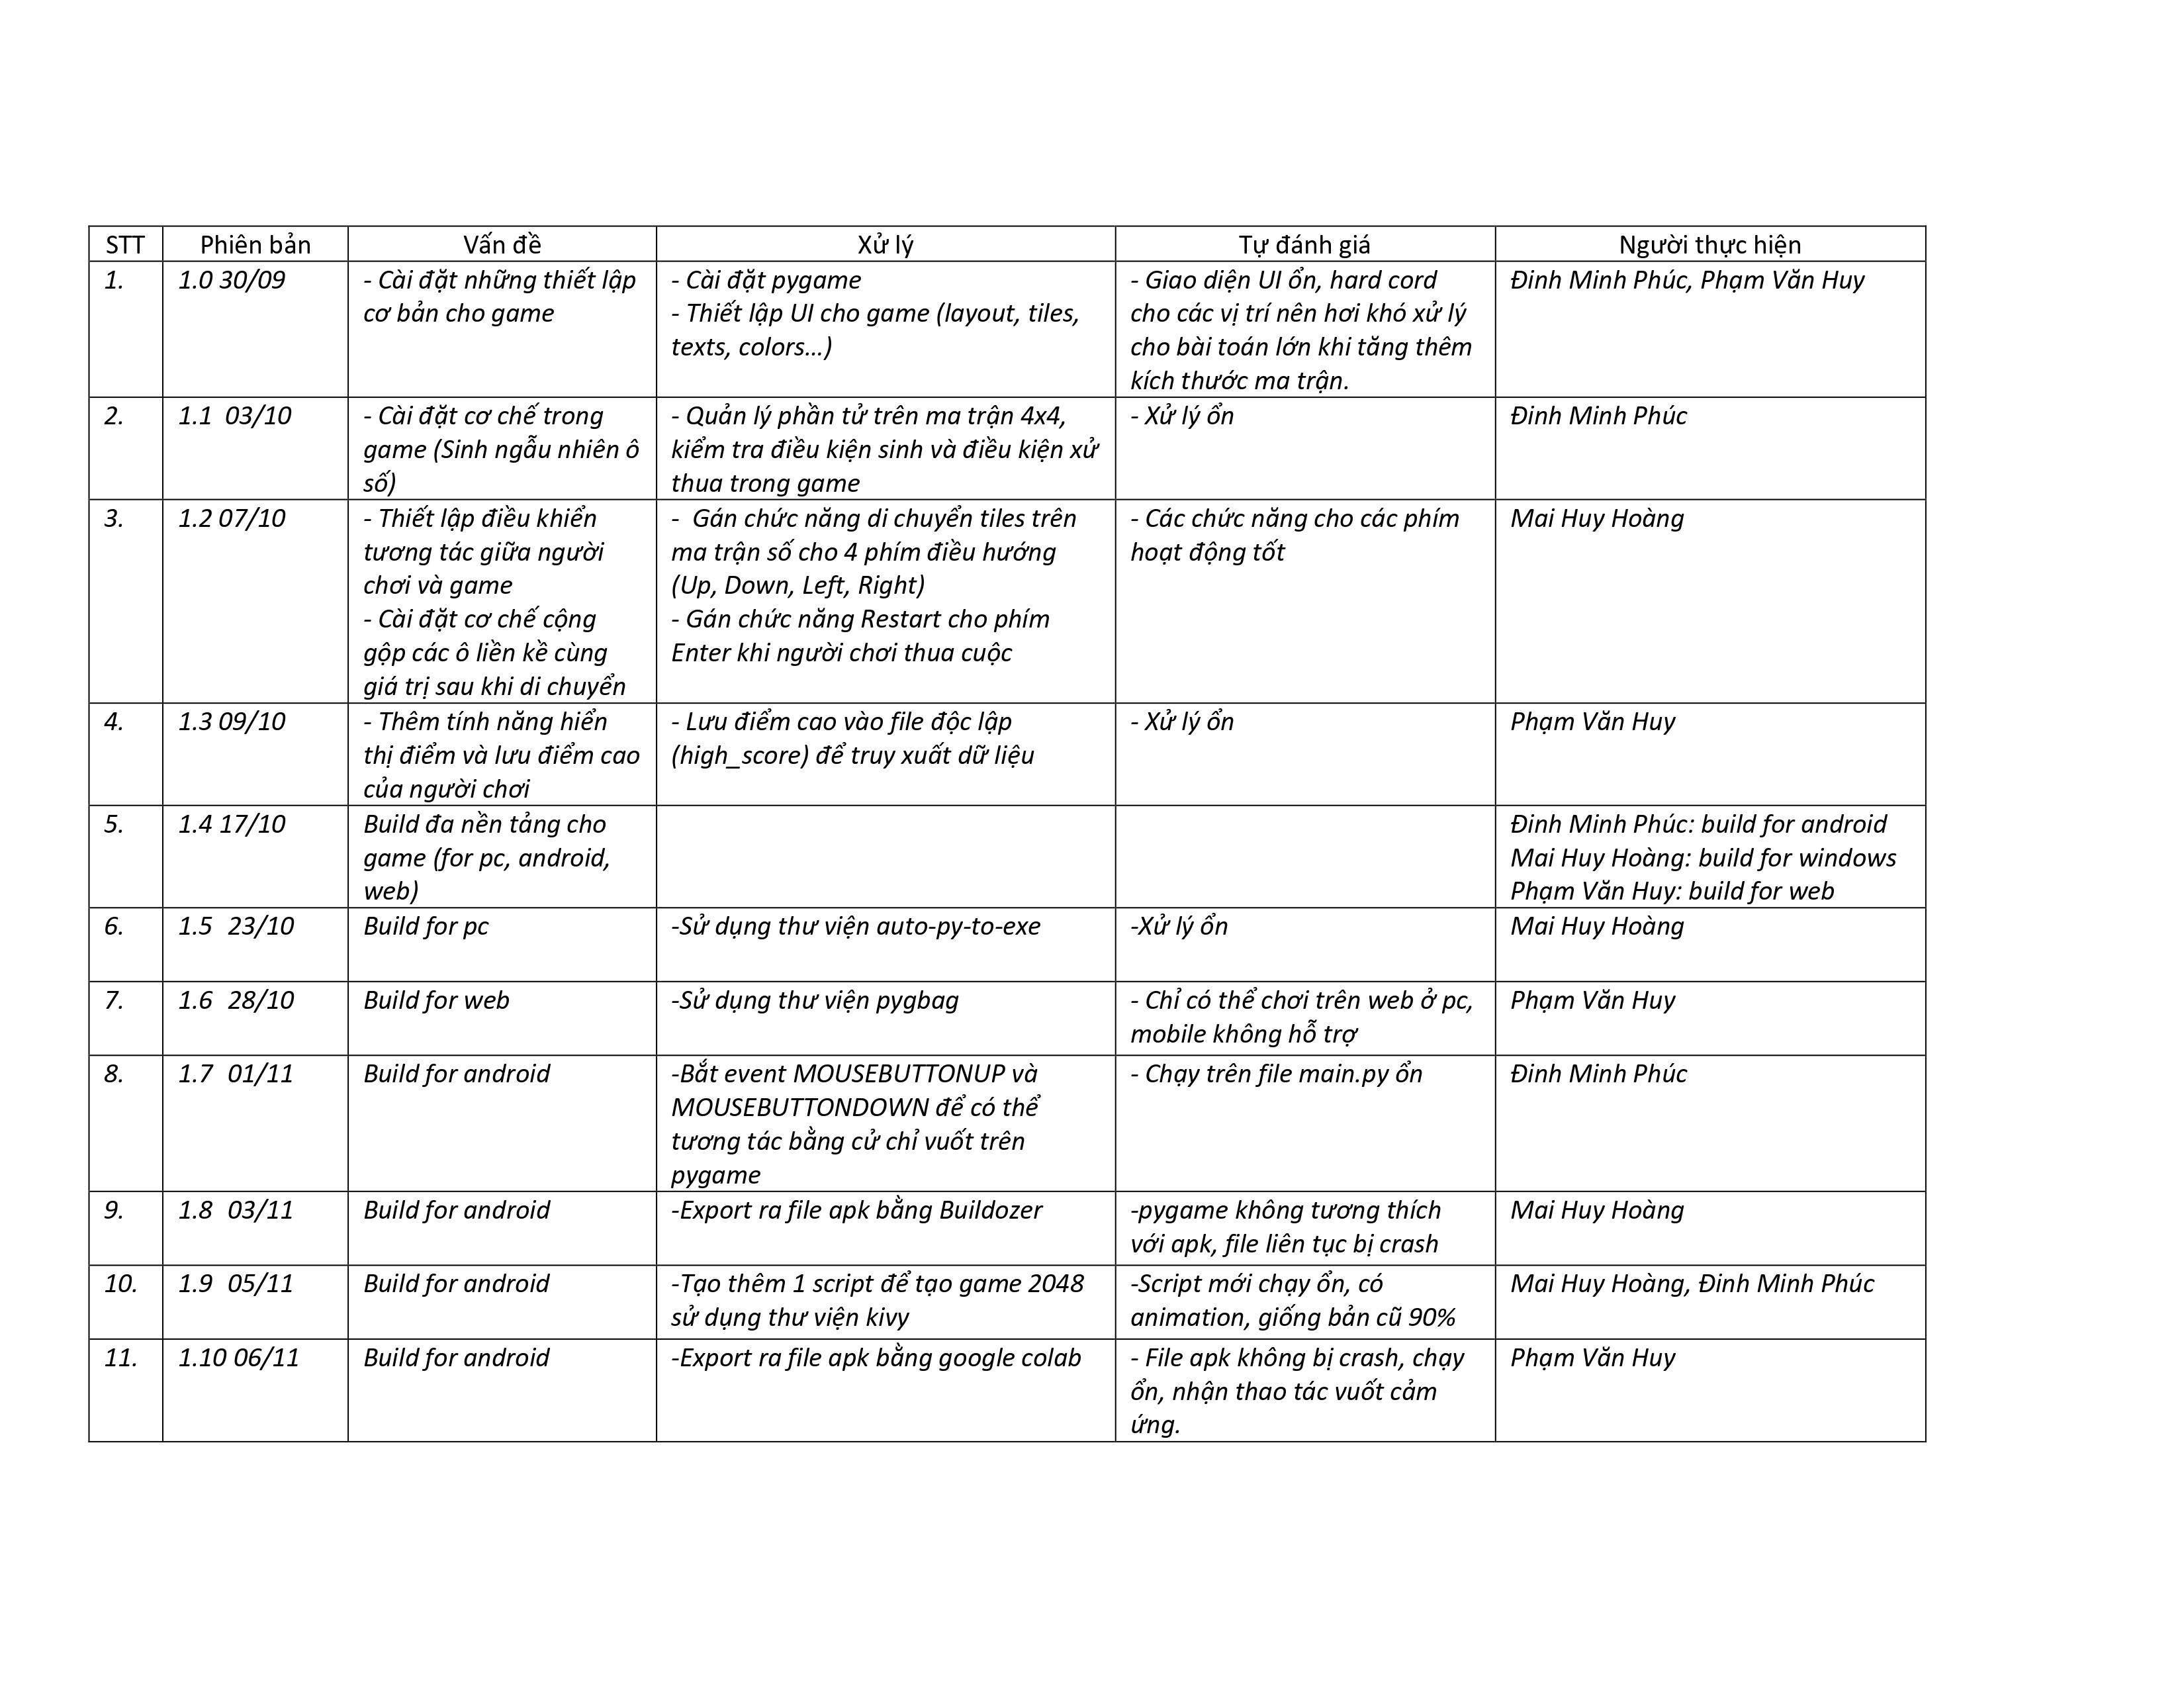 STT Phiên bản Vấn đề Xử lý Tự đánh giá Người thực hiện
1. 1.0 30/09 - Cài đặt những thiết lập - Cài đặt pygame - Giao diện UI ổn, hard cord Đinh Minh Phúc, Phạm Văn Huy
cơ bản cho game - Thiết lập UI cho game (layout, tiles, cho các vị trí nên hơi khó xử lý
texts, colors...) cho bài toán lớn khi tăng thêm
kích thước ma trận.
2. 1.1 03/10 - Cài đặt cơ chế trong - Quản lý phần tử trên ma trận 4x4, - Xử lý ổn Đinh Minh Phúc
game (Sinh ngẫu nhiên ô kiểm tra điều kiện sinh và điều kiện xử
số) thua trong game
3. 1.2 07/10 - Thiết lập điều khiển - Gán chức năng di chuyển tiles trên - Các chức năng cho các phím Mai Huy Hoàng
tương tác giữa người ma trận số cho 4 phím điều hướng hoạt động tốt
chơi và game (Up, Down, Left, Right)
- Cài đặt cơ chế cộng - Gán chức năng Restart cho phím
gộp các ô liền kề cùng Enter khi người chơi thua cuộc
giá trị sau khi di chuyển
4. 1.3 09/10 - Thêm tính năng hiển - Lưu điểm cao vào file độc lập - Xử lý ổn Phạm Văn Huy
thị điểm và lưu điểm cao (high_score) để truy xuất dữ liệu
của người chơi
5. 1.4 17/10 Build đa nền tảng cho Đinh Minh Phúc: build for android
game (for pc, android, Mai Huy Hoàng: build for windows
web) Phạm Văn Huy: build for web
6. 1.5 23/10 Build for pc -Sử dụng thư viện auto-py-to-exe -Xử lý ổn Mai Huy Hoàng
7. 1.6 28/10 Build for web -Sử dụng thư viện pygbag - Chỉ có thể chơi trên web ở pc, Phạm Văn Huy
mobile không hỗ trợ
8. 1.7 01/11 Build for android -Bắt event MOUSEBUTTONUP và - Chạy trên file main.py ổn Đinh Minh Phúc
MOUSEBUTTONDOWN để có thể
tương tác bằng cử chỉ vuốt trên
pygame
9. 1.8 03/11 Build for android -Export ra file apk bằng Buildozer -pygame không tương thích Mai Huy Hoàng
với apk, file liên tục bị crash
10. 1.9 05/11 Build for android -Tạo thêm 1 script để tạo game 2048 -Script mới chạy ổn, có Mai Huy Hoàng, Đinh Minh Phúc
sử dụng thư viện kivy animation, giống bản cũ 90%
11. 1.10 06/11 Build for android -Export ra file apk bằng google colab - File apk không bị crash, chạy Phạm Văn Huy
ổn, nhận thao tác vuốt cảm
ứng.